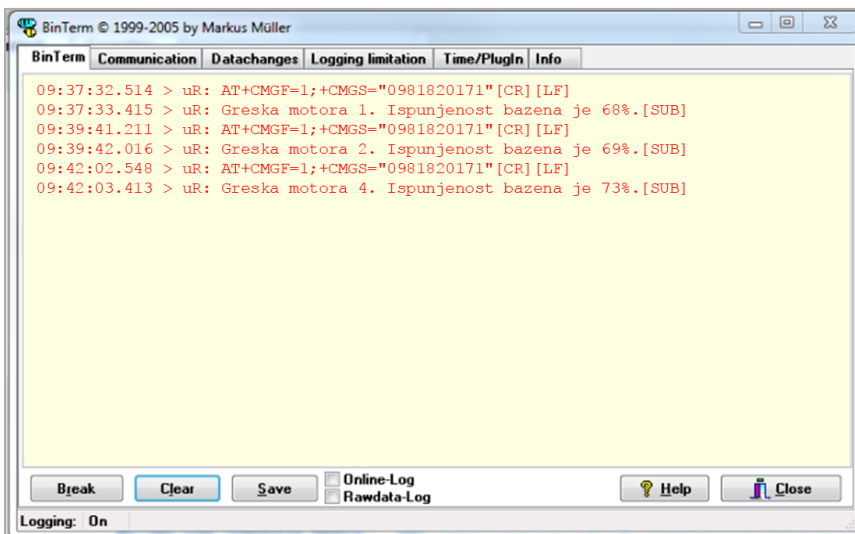 BinTerm © 1999-2005 by Markus Müller
BinTerm Communication Datachanges Logging limitation Time/PlugIn Info
09:37:32.514 > uR: AT+CMGF=1;+CMGS="0981820171"[CR][LF]
09:37:33.415 > uR: Greska motora 1. Ispunjenost bazena je 68%.[SUB]
09:39:41.211 > uR: AT+CMGF=1;+CMGS="0981820171"[CR][LF]
09:39:42.016 > uR: Greska motora 2. Ispunjenost bazena je 69%.[SUB]
09:42:02.548 > uR: AT+CMGF=1;+CMGS="0981820171"[CR][LF]
09:42:03.413 > uR: Greska motora 4. Ispunjenost bazena je 73%.[SUB]
Break Clear Save Online-Log Help Close
Rawdata-Log
Logging: On